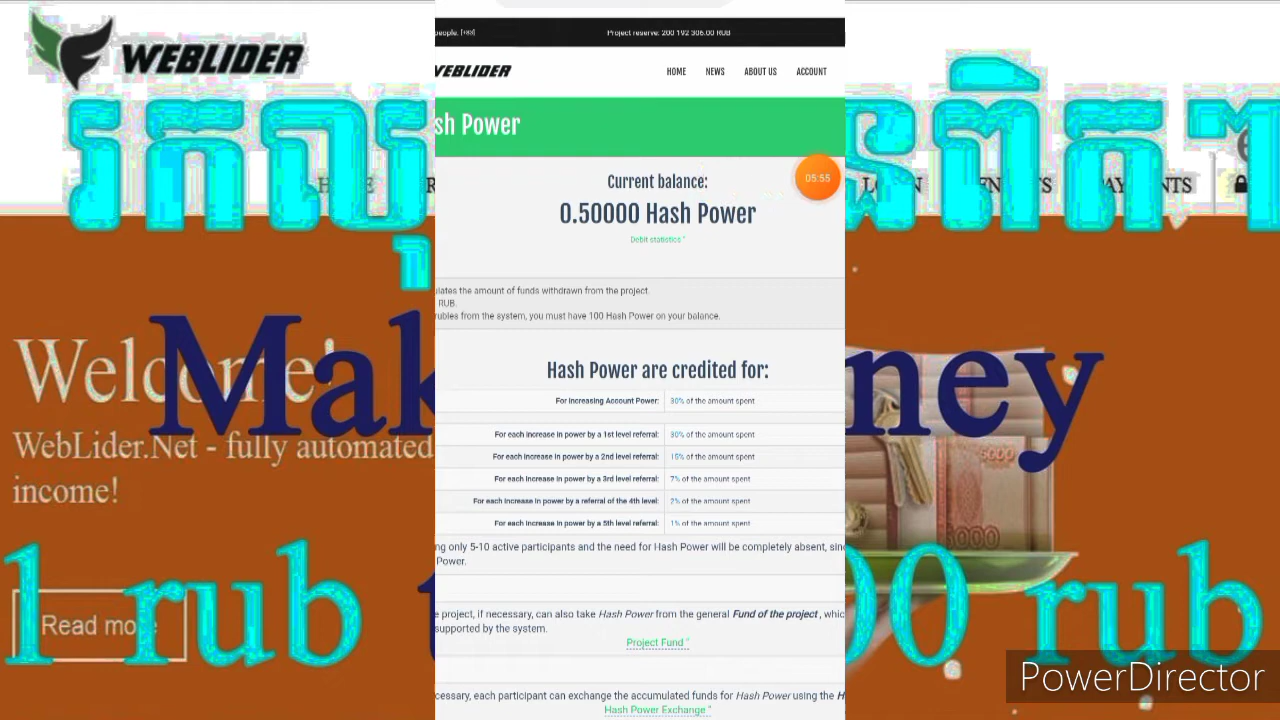 WEBLIDER
people.
Project reserve: 200 192 306.00 RUB
WEBLIDER
HOME
NEWS
ABOUT US
ACCOUNT
sh Power
Current balance:
05:55
0.50000 Hash Power
Debit statistics
ulates the amount of funds withdrawn from the project.
RUB.
rubles from the system, you must have 100 Hash Power on your balance.
Hash Power are credited for:
For increasing Account Power: 30% of the amount spent
For each increase in power by a 1st level referral: 30% of the amount spent
For each increase in power by a 2nd level referral: 15% of the amount spent
For each increase in power by a 3rd level referral: 7% of the amount spent
For each increase in power by a referral of the 4th level: 2% of the amount spent
For each increase in power by a 5th level referral: 1% of the amount spent
ng only 5-10 active participants and the need for Hash Power will be completely absent, sin
Power.
e project, if necessary, can also take Hash Power from the general Fund of the project , whic
supported by the system.
Project Fund
cessary, each participant can exchange the accumulated funds for Hash Power using the H
Hash Power Exchange
រកលុ
Welcome!
Mak
ney
WebLider.Net - fully automated
income!
1 rub t
00 rub
Read more
PowerDirector